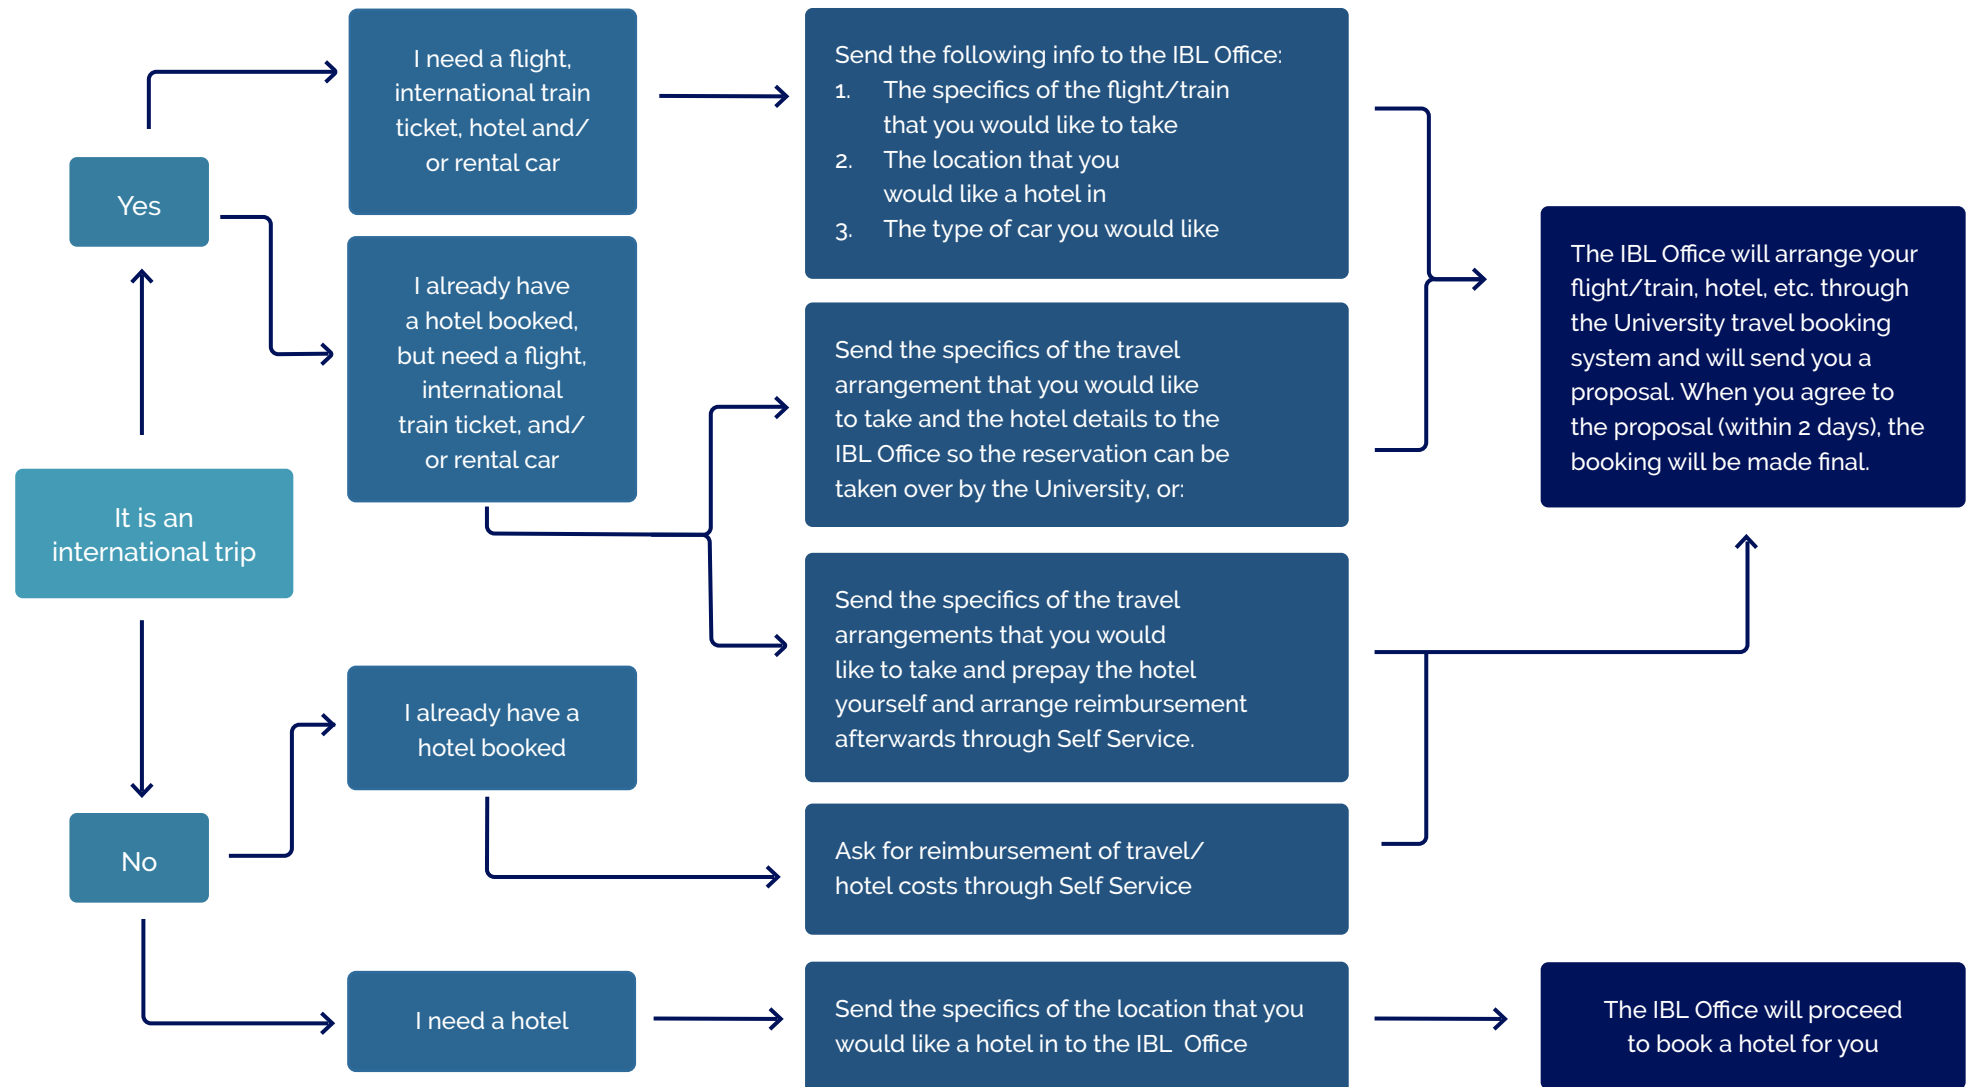 I need a flight,
international train
ticket, hotel and/
or rental car
Send the following info to the IBL Office:
1. The specifics of the flight/train
that you would like to take
2. The location that you
would like a hotel in
3. The type of car you would like
Yes
I already have
a hotel booked,
but need a flight,
international
train ticket, and/
or rental car
Send the specifics of the travel
arrangement that you would like
to take and the hotel details to the
IBL Office so the reservation can be
taken over by the University, or:
The IBL Office will arrange your
flight/train, hotel, etc. through
the University travel booking
system and will send you a
proposal. When you agree to
the proposal (within 2 days), the
booking will be made final.
It is an
international trip
Send the specifics of the travel
arrangements that you would
like to take and prepay the hotel
yourself and arrange reimbursement
afterwards through Self Service.
I already have a
hotel booked
No
Ask for reimbursement of travel/
hotel costs through Self Service
I need a hotel
Send the specifics of the location that you
would like a hotel in to the IBL Office
The IBL Office will proceed
to book a hotel for you